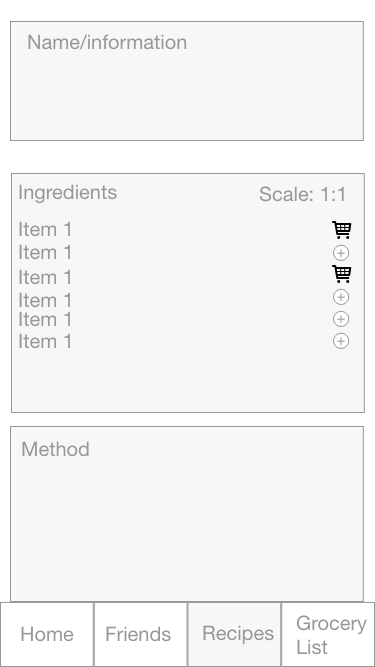 Name/information
Ingredients Scale: 1:1
Item 1
Item 1
Item 1
Item 1
Item 1
Item 1
Method
Home Friends Recipes Grocery
List